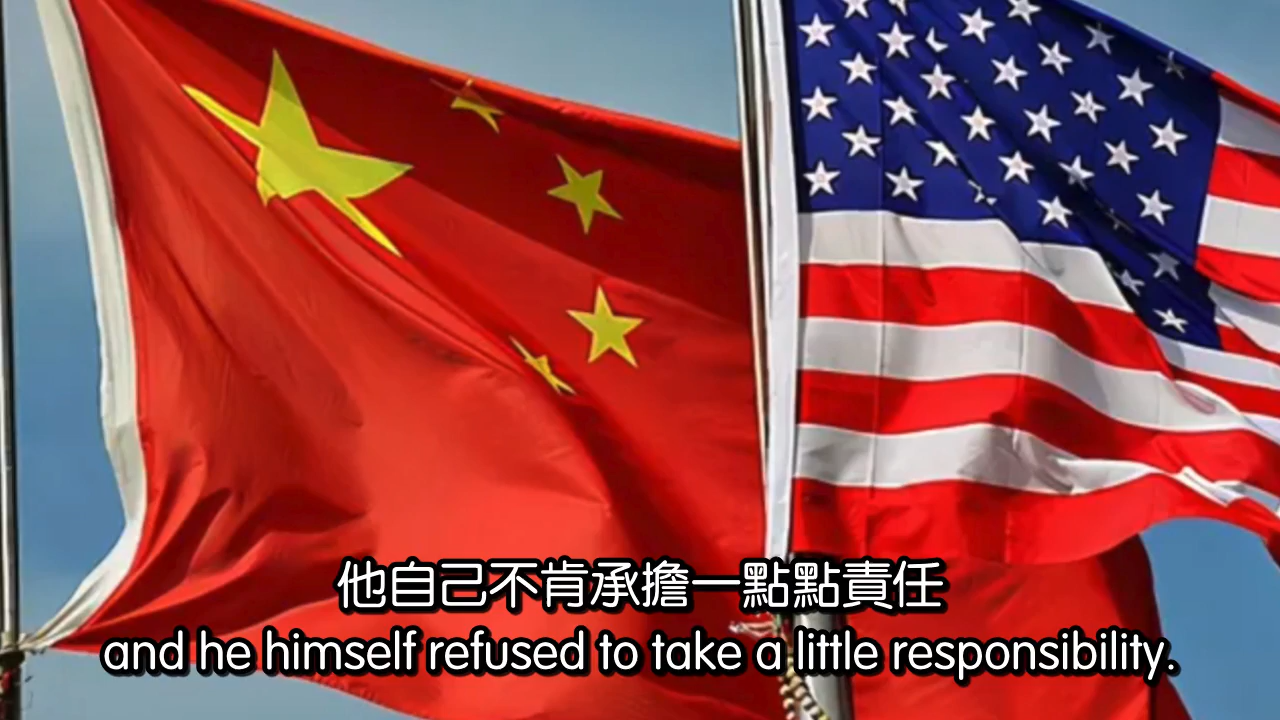 他自己不肯承擔一點點責任
and he himself refused to take a little responsibility.